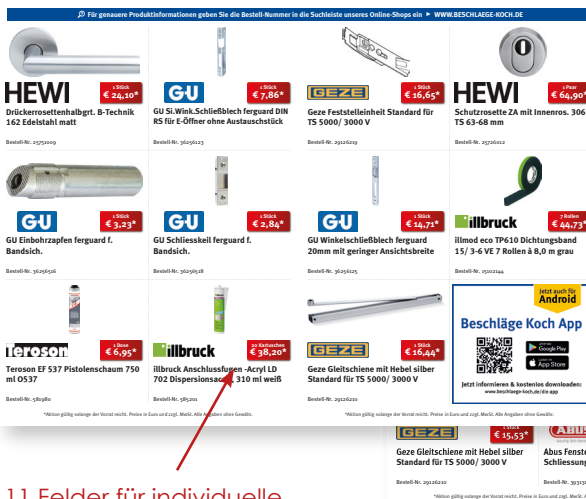 Für genauere Produktinformationen geben Sie die Bestell-Nummer in die Suchleiste unseres Online-Shops ein ► WWW.BESCHLAEGE-KOCH.DE
HEWI
1 Stück
€ 24,10*
Drückerrosettenhalbgrt. B-Technik
162 Edelstahl matt
Bestell-Nr. 25751009
GU
1 Stück
€ 7,86*
GU Si.Wink.Schließblech ferguard DIN
RS für E-Öffner ohne Austauschstück
Bestell-Nr. 36256123
GEZE
1 Stück
€ 16,65*
Geze Feststelleinheit Standard für
TS 5000/ 3000 V
Bestell-Nr. 29126219
HEWI
1 Paar
€ 64,90*
Schutzrosette ZA mit Innenros. 306
TS 63-68 mm
Bestell-Nr. 25726012
GU
1 Stück
€ 3,23*
GU Einbohrzapfen ferguard f.
Bandsich.
Bestell-Nr. 36256526
GU
1 Stück
€ 2,84*
GU Schliesskeil ferguard f.
Bandsich.
Bestell-Nr. 36256528
GU
1 Stück
€ 14,71*
GU Winkelschließblech ferguard
20mm mit geringer Ansichtsbreite
Bestell-Nr. 36256125
illbruck
7 Rollen
€ 44,73*
illmod eco TP610 Dichtungsband
15/ 3-6 VE 7 Rollen à 8,0 m grau
Bestell-Nr. 15102144
Teroson
1 Dose
€ 6,95*
Teroson EF 537 Pistolenschaum 750
ml O537
Bestell-Nr. 581980
illbruck
20 Kartuschen
€ 38,20*
illbruck Anschlussfugen -Acryl LD
702 Dispersionsac 310 ml weiß
Bestell-Nr. 585201
GEZE
1 Stück
€ 16,44*
Geze Gleitschiene mit Hebel silber
Standard für TS 5000/ 3000 V
Bestell-Nr. 29126210
Jetzt auch für
Android
Beschläge Koch App
Google Play
App Store
Jetzt informieren & kostenlos downloaden:
www.beschlaege-koch.de/die app
*Aktion gültig solange der Vorrat reicht. Preise in Euro und zzgl. MwSt. Alle Angaben ohne Gewähr.
*Aktion gültig solange der Vorrat reicht. Preise in Euro und zzgl. MwSt. Alle Angaben ohne Gewähr.
GEZE
1 Stück
€ 15,53*
ABUS
Geze Gleitschiene mit Hebel silber
Standard für TS 5000/ 3000 V
Bestell-Nr. 29126210
Abus Fenste
Schliessung
Bestell-Nr. 39313
*Aktion gültig solange der Vorrat reicht. Preise in Euro und zzgl. MwSt. A
11 Felder für individuelle